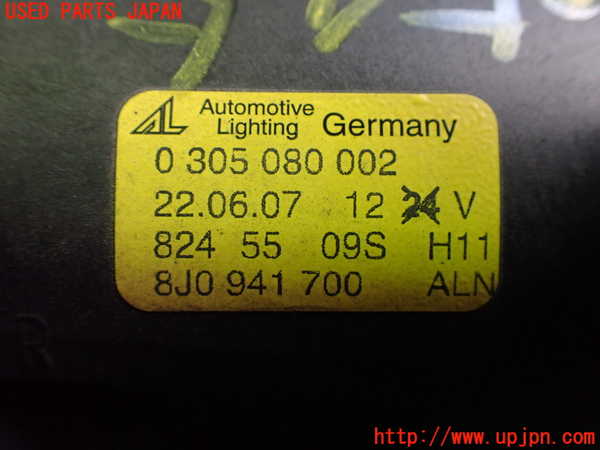 USED PARTS JAPAN
AL Automotive Lighting Germany
0 305 080 002
22.06.07 12 24 V
824 55 09S H11
8J0 941 700 ALN
R
http://www.upjpn.com/